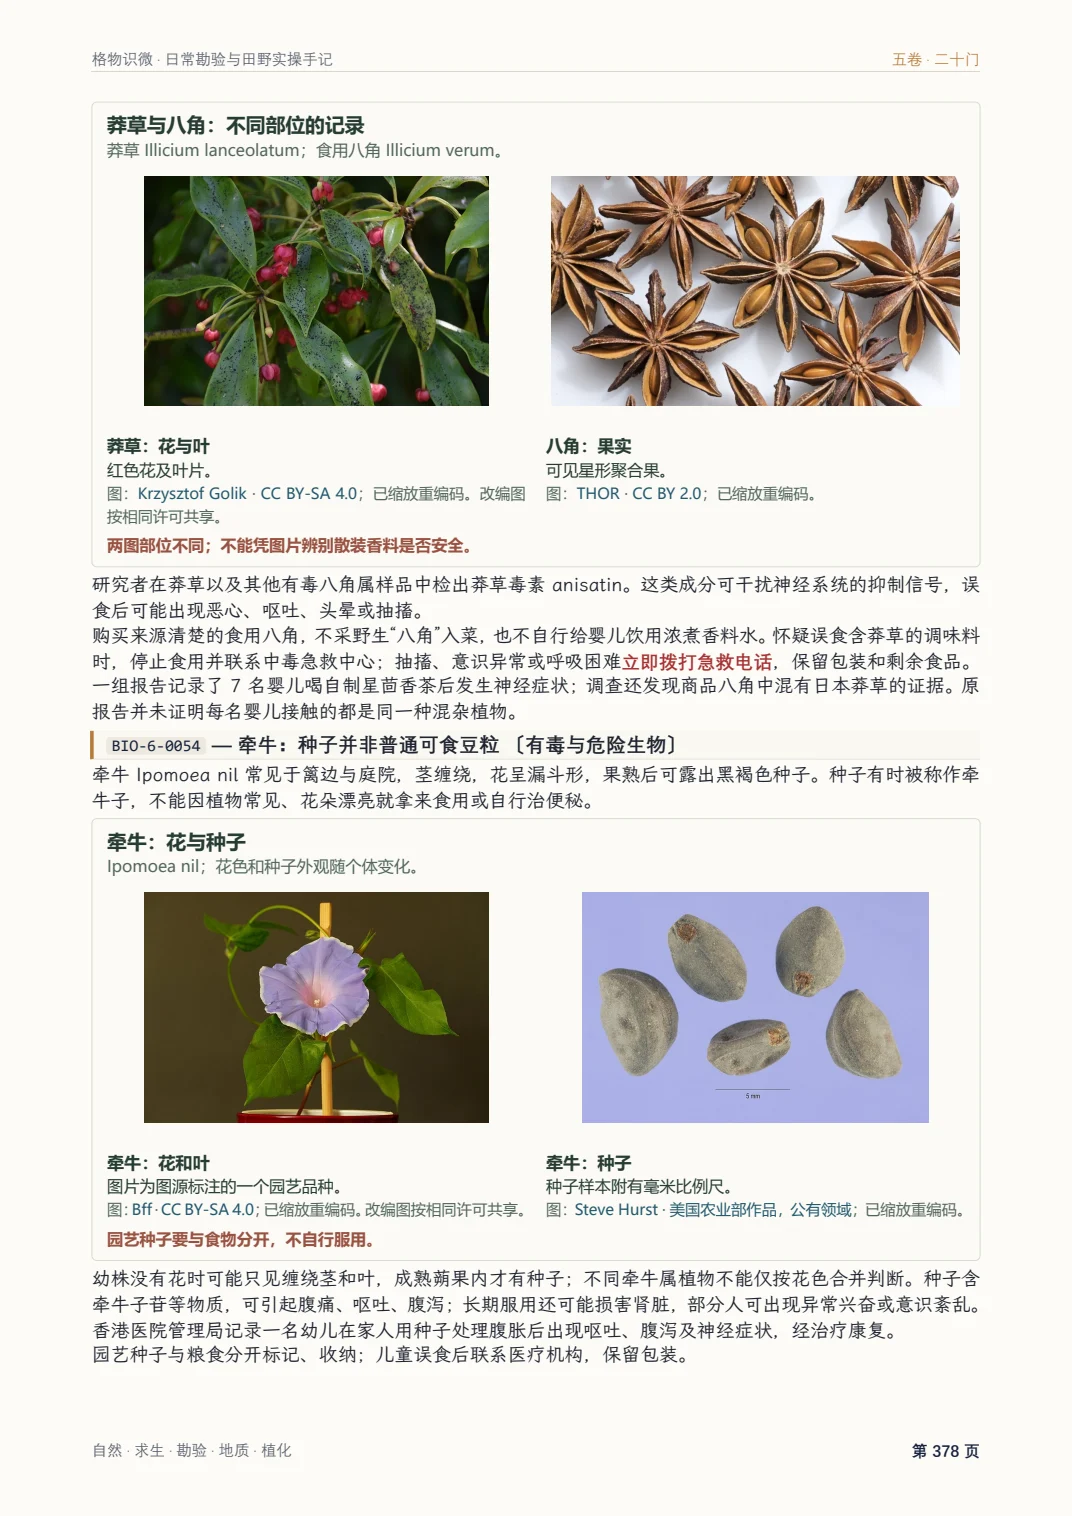 格物识微 · 日常勘验与田野实操手记
五卷 · 二十门
莽草与八角：不同部位的记录
莽草 Illicium lanceolatum；食用八角 Illicium verum。
莽草：花与叶
红色花及叶片。
图：Krzysztof Golik · CC BY-SA 4.0；已缩放重编码。改编图
按相同许可共享。
八角：果实
可见星形聚合果。
图：THOR · CC BY 2.0；已缩放重编码。
两图部位不同；不能凭图片辨别散装香料是否安全。
研究者在莽草以及其他有毒八角属样品中检出莽草毒素 anisatin。这类成分可干扰神经系统的抑制信号，误
食后可能出现恶心、呕吐、头晕或抽搐。
购买来源清楚的食用八角，不采野生“八角”入菜，也不自行给婴儿饮用浓煮香料水。怀疑误食含莽草的调味料
时，停止食用并联系中毒急救中心；抽搐、意识异常或呼吸困难立即拨打急救电话，保留包装和剩余食品。
一组报告记录了 7 名婴儿喝自制星茴香茶后发生神经症状；调查还发现商品八角中混有日本莽草的证据。原
报告并未证明每名婴儿接触的都是同一种混杂植物。
BIO-6-0054 — 牵牛：种子并非普通可食豆粒 〔有毒与危险生物〕
牵牛 Ipomoea nil 常见于篱边与庭院，茎缠绕，花呈漏斗形，果熟后可露出黑褐色种子。种子有时被称作牵
牛子，不能因植物常见、花朵漂亮就拿来食用或自行治便秘。
牵牛：花与种子
Ipomoea nil；花色和种子外观随个体变化。
5 mm
牵牛：花和叶
图片为图源标注的一个园艺品种。
图：Bff · CC BY-SA 4.0；已缩放重编码。改编图按相同许可共享。
牵牛：种子
种子样本附有毫米比例尺。
图：Steve Hurst · 美国农业部作品，公有领域；已缩放重编码。
园艺种子要与食物分开，不自行服用。
幼株没有花时可能只见缠绕茎和叶，成熟蒴果内才有种子；不同牵牛属植物不能仅按花色合并判断。种子含
牵牛子苷等物质，可引起腹痛、呕吐、腹泻；长期服用还可能损害肾脏，部分人可出现异常兴奋或意识紊乱。
香港医院管理局记录一名幼儿在家人用种子处理腹胀后出现呕吐、腹泻及神经症状，经治疗康复。
园艺种子与粮食分开标记、收纳；儿童误食后联系医疗机构，保留包装。
自然 · 求生 · 勘验 · 地质 · 植化
第 378 页